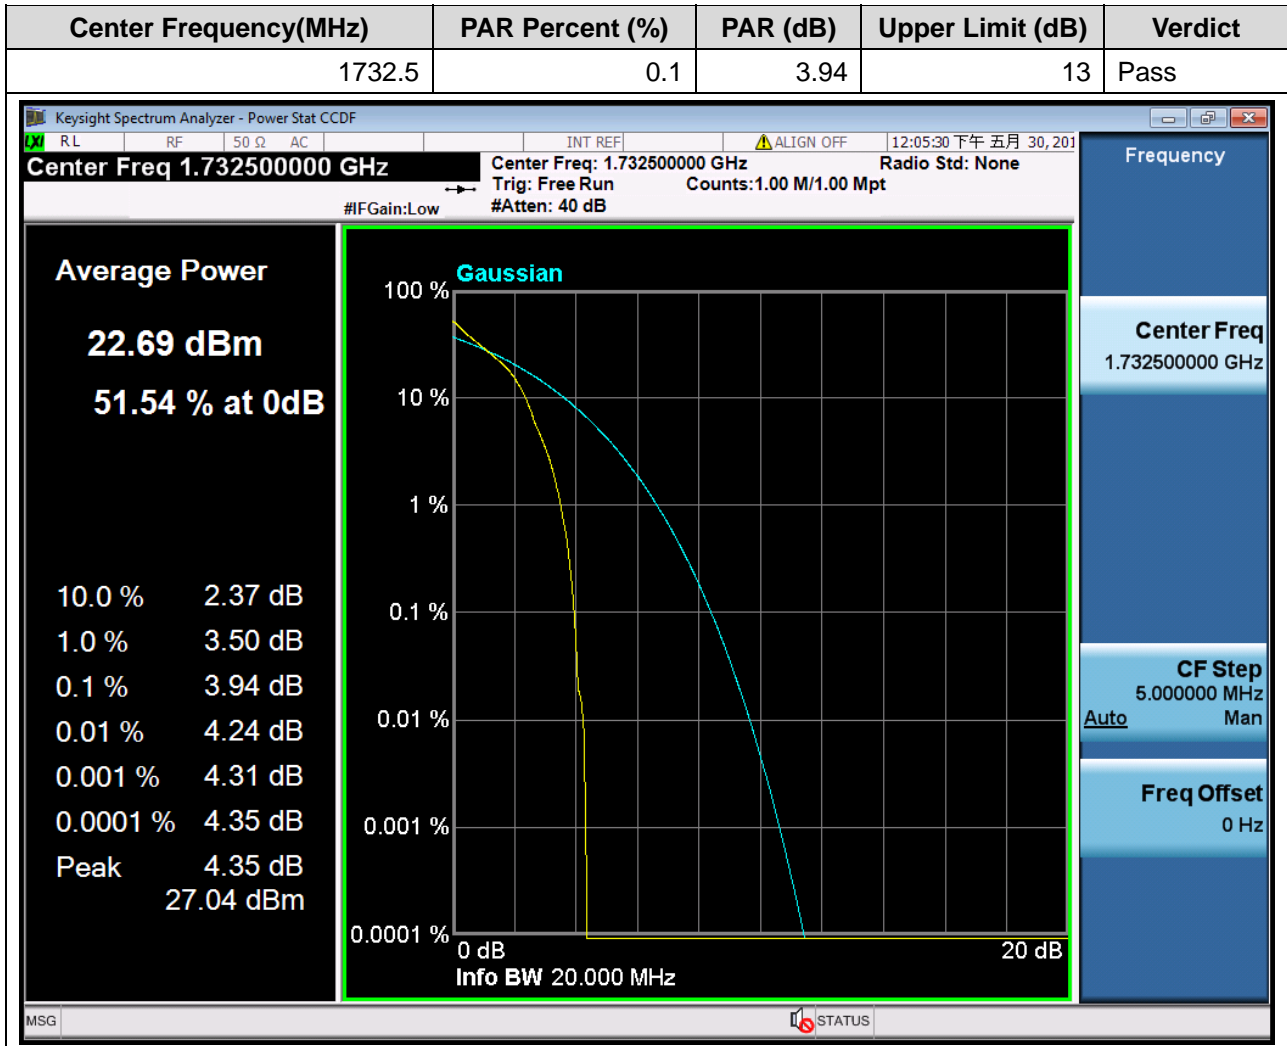 Center Frequency(MHz) PAR Percent (%) PAR (dB) Upper Limit (dB) Verdict
1732.5 0.1 3.94 13 Pass
Keysight Spectrum Analyzer - Power Stat CCDF
LXI RL RF 50 Ω AC INT REF ALIGN OFF 12:05:30 下午 五月 30, 201
Center Freq 1.732500000 GHz
Center Freq: 1.732500000 GHz Radio Std: None
Trig: Free Run Counts:1.00 M/1.00 Mpt
#IFGain:Low #Atten: 40 dB
Average Power
22.69 dBm
51.54 % at 0dB
10.0 % 2.37 dB
1.0 % 3.50 dB
0.1 % 3.94 dB
0.01 % 4.24 dB
0.001 % 4.31 dB
0.0001 % 4.35 dB
Peak 4.35 dB
27.04 dBm
Gaussian
100 %
10 %
1 %
0.1 %
0.01 %
0.001 %
0.0001 %
0 dB 20 dB
Info BW 20.000 MHz
Frequency
Center Freq
1.732500000 GHz
CF Step
5.000000 MHz
Auto Man
Freq Offset
0 Hz
MSG STATUS